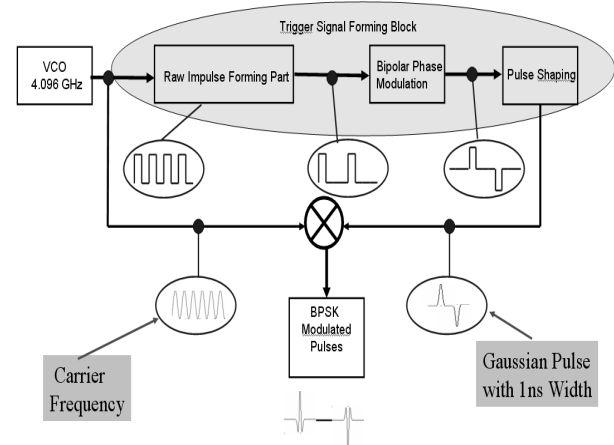 Trigger Signal Forming Block
VCO
4.096 GHz
Raw Impulse Forming Part
Bipolar Phase
Modulation
Pulse Shaping
BPSK
Modulated
Pulses
Carrier
Frequency
Gaussian Pulse
with 1ns Width